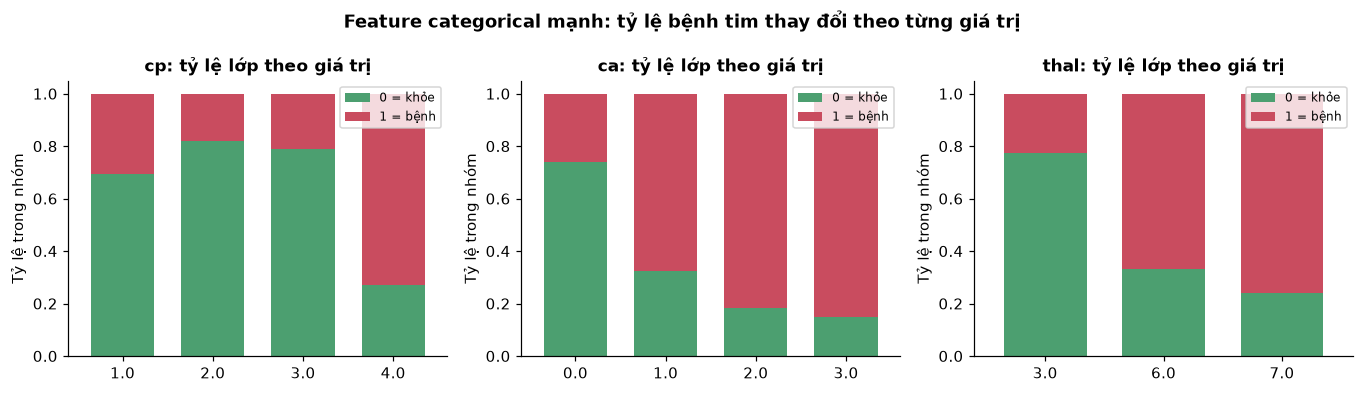 Feature categorical mạnh: tỷ lệ bệnh tim thay đổi theo từng giá trị
cp: tỷ lệ lớp theo giá trị
Tỷ lệ trong nhóm
1.0
0.8
0.6
0.4
0.2
0.0
0 = khỏe
1 = bệnh
1.0 2.0 3.0 4.0
ca: tỷ lệ lớp theo giá trị
Tỷ lệ trong nhóm
1.0
0.8
0.6
0.4
0.2
0.0
0 = khỏe
1 = bệnh
0.0 1.0 2.0 3.0
thal: tỷ lệ lớp theo giá trị
Tỷ lệ trong nhóm
1.0
0.8
0.6
0.4
0.2
0.0
0 = khỏe
1 = bệnh
3.0 6.0 7.0